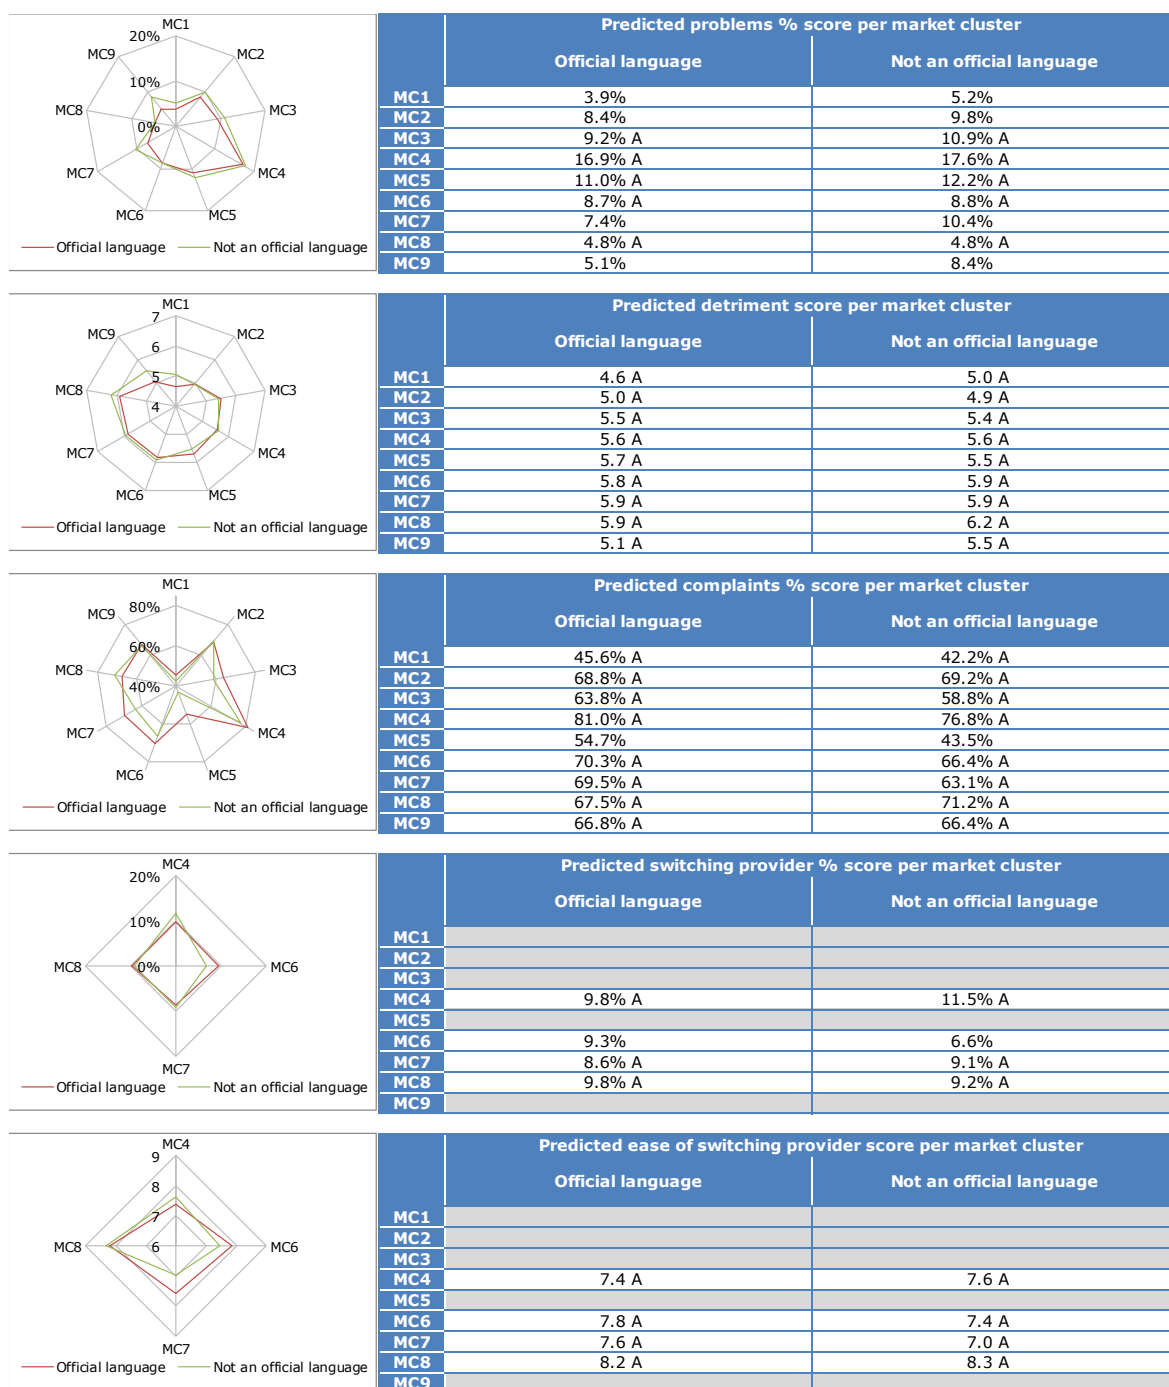 MC1
20%
MC9
MC2
10%
MC8
MC3
0%
MC7
MC4
MC6
MC5
Official language
Not an official language
Predicted problems % score per market cluster
Official language Not an official language
MC1 3.9% 5.2%
MC2 8.4% 9.8%
MC3 9.2% A 10.9% A
MC4 16.9% A 17.6% A
MC5 11.0% A 12.2% A
MC6 8.7% A 8.8% A
MC7 7.4% 10.4%
MC8 4.8% A 4.8% A
MC9 5.1% 8.4%
MC1
7
MC9
MC2
6
MC8
5
MC3
4
MC7
MC4
MC6
MC5
Official language
Not an official language
Predicted detriment score per market cluster
Official language Not an official language
MC1 4.6 A 5.0 A
MC2 5.0 A 4.9 A
MC3 5.5 A 5.4 A
MC4 5.6 A 5.6 A
MC5 5.7 A 5.5 A
MC6 5.8 A 5.9 A
MC7 5.9 A 5.9 A
MC8 5.9 A 6.2 A
MC9 5.1 A 5.5 A
MC1
80%
MC9
MC2
60%
MC8
MC3
40%
MC7
MC4
MC6
MC5
Official language
Not an official language
Predicted complaints % score per market cluster
Official language Not an official language
MC1 45.6% A 42.2% A
MC2 68.8% A 69.2% A
MC3 63.8% A 58.8% A
MC4 81.0% A 76.8% A
MC5 54.7% 43.5%
MC6 70.3% A 66.4% A
MC7 69.5% A 63.1% A
MC8 67.5% A 71.2% A
MC9 66.8% A 66.4% A
MC4
20%
10%
MC8
0%
MC6
MC7
Official language
Not an official language
Predicted switching provider % score per market cluster
Official language Not an official language
MC1
MC2
MC3
MC4 9.8% A 11.5% A
MC5
MC6 9.3% 6.6%
MC7 8.6% A 9.1% A
MC8 9.8% A 9.2% A
MC9
MC4
9
8
7
MC8
6
MC6
MC7
Official language
Not an official language
Predicted ease of switching provider score per market cluster
Official language Not an official language
MC1
MC2
MC3
MC4 7.4 A 7.6 A
MC5
MC6 7.8 A 7.4 A
MC7 7.6 A 7.0 A
MC8 8.2 A 8.3 A
MC9